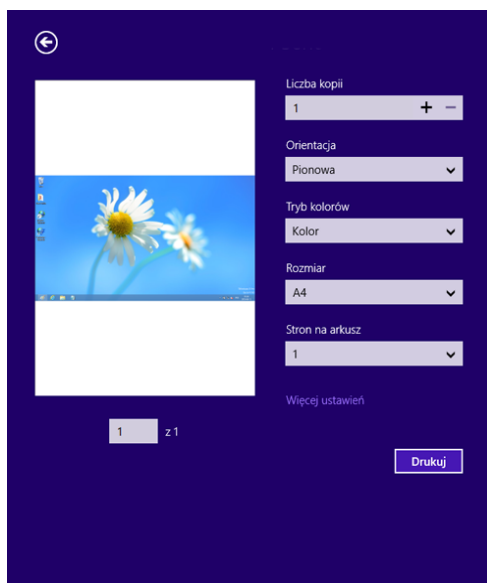 Liczba kopii
1
Orientacja
Pionowa
Tryb kolorów
Kolor
Rozmiar
A4
Stron na arkusz
1
Więcej ustawień
1 z 1
Drukuj